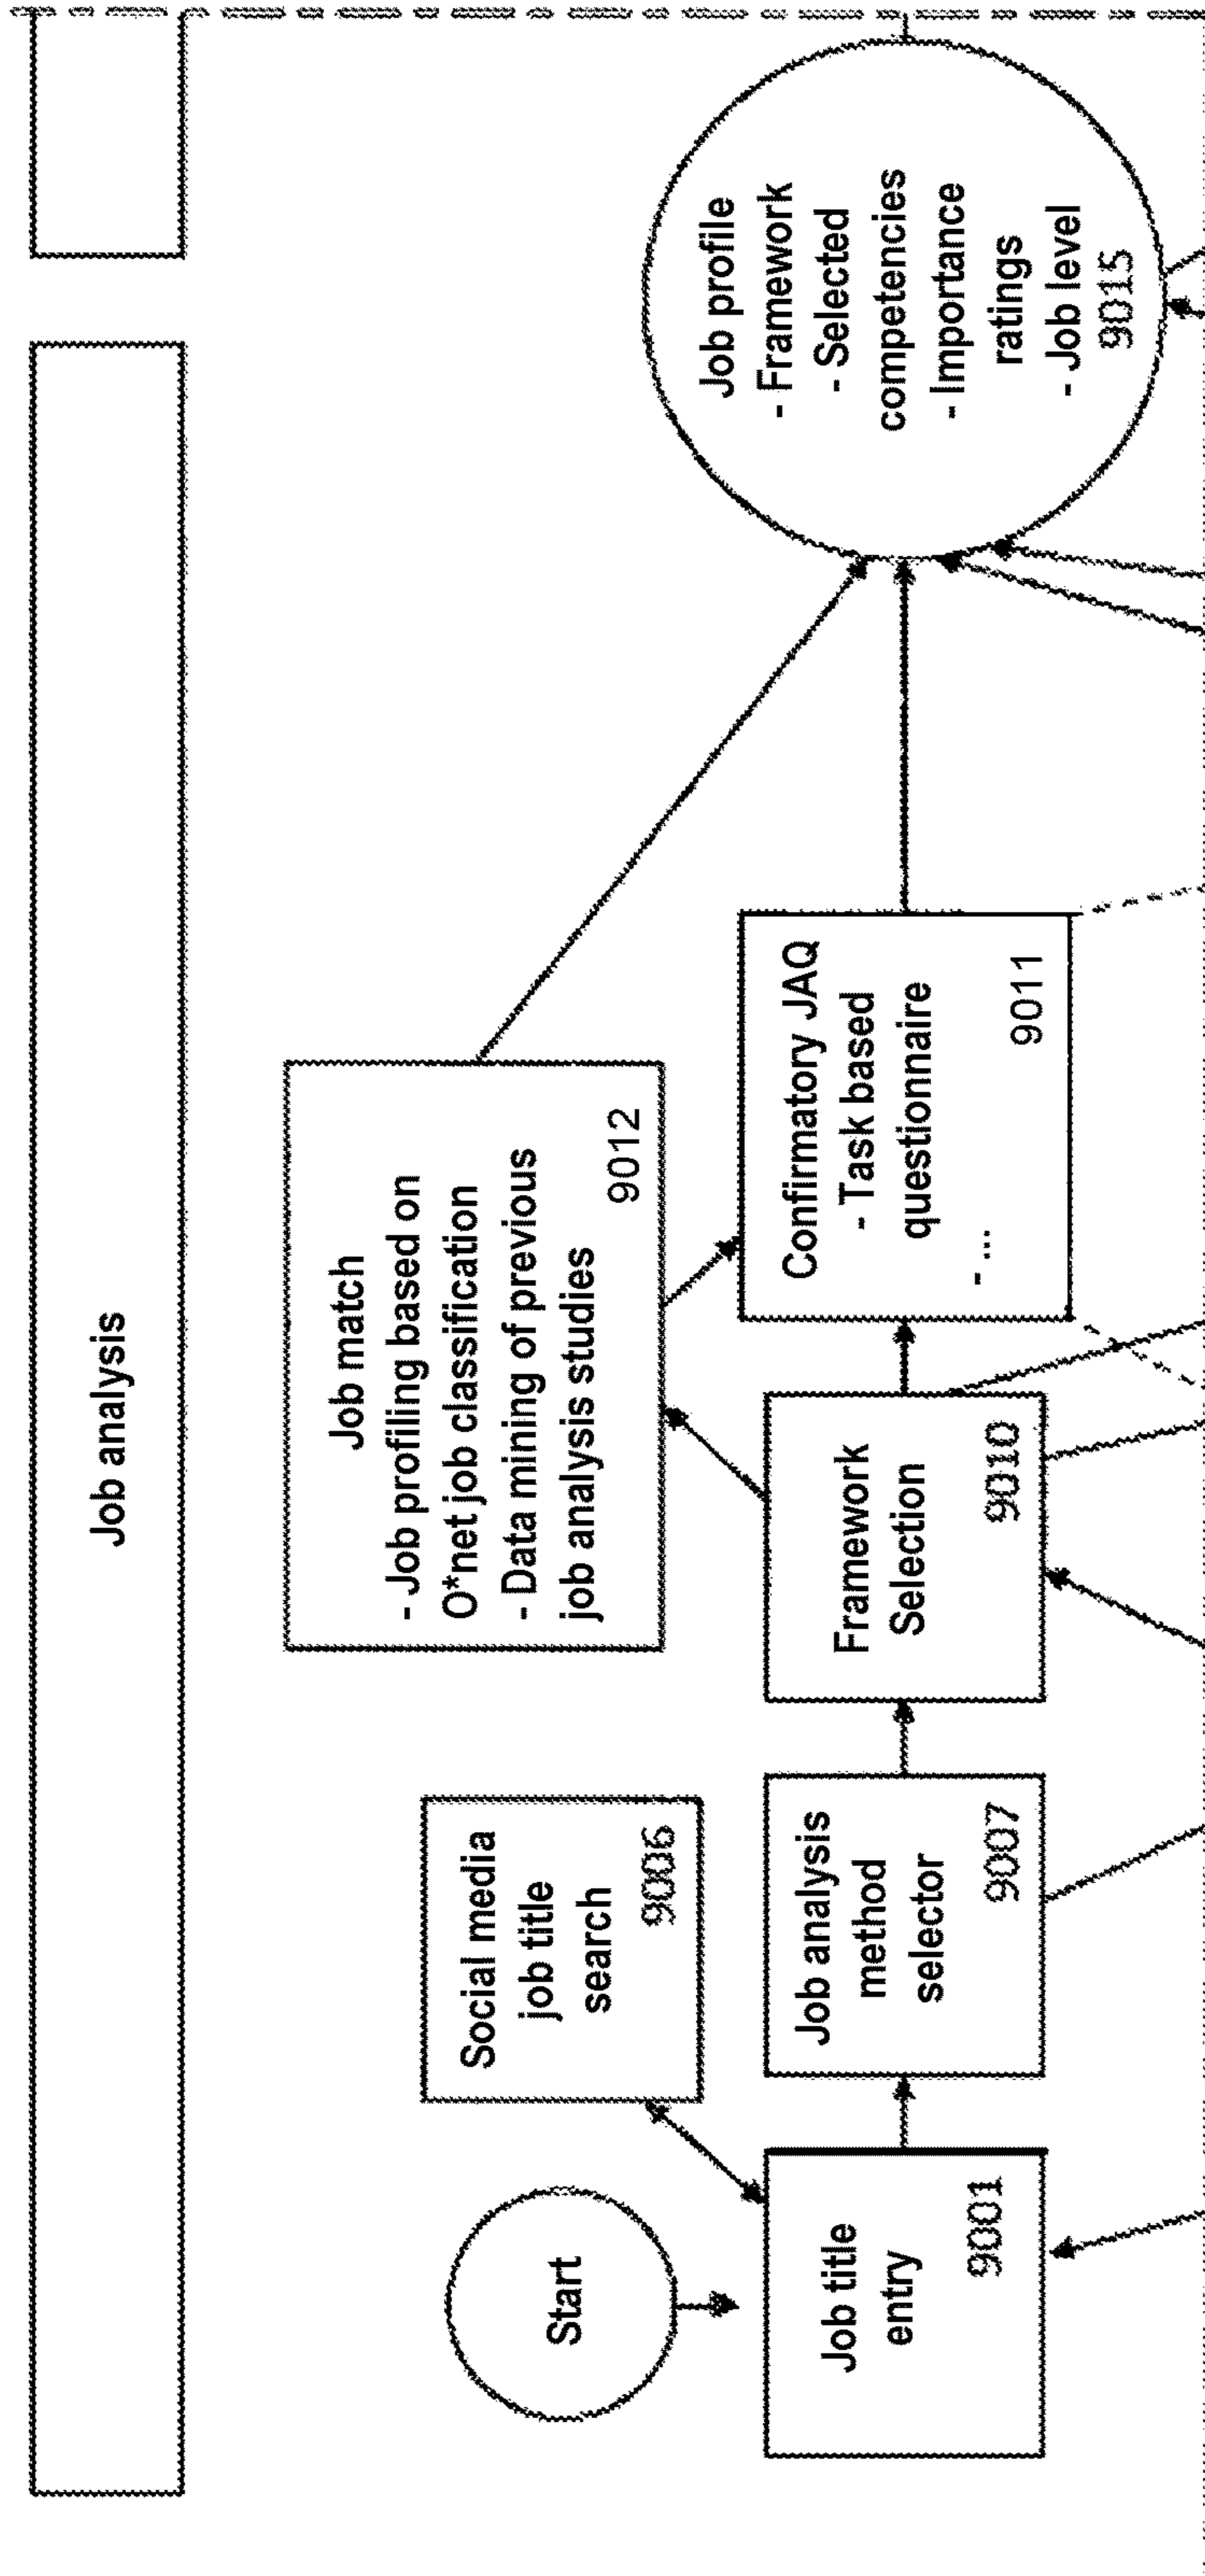 Job analysis
Start
Job title
entry
9001
Social media
job title
search
9006
Job analysis
method
selector
9007
Framework
Selection
9010
Job match
- Job profiling based on
O*net job classification
- Data mining of previous
job analysis studies
9012
Confirmatory JAQ
- Task based
questionnaire
- ...
9011
Job profile
- Framework
- Selected
competencies
- Importance
ratings
- Job level
9015